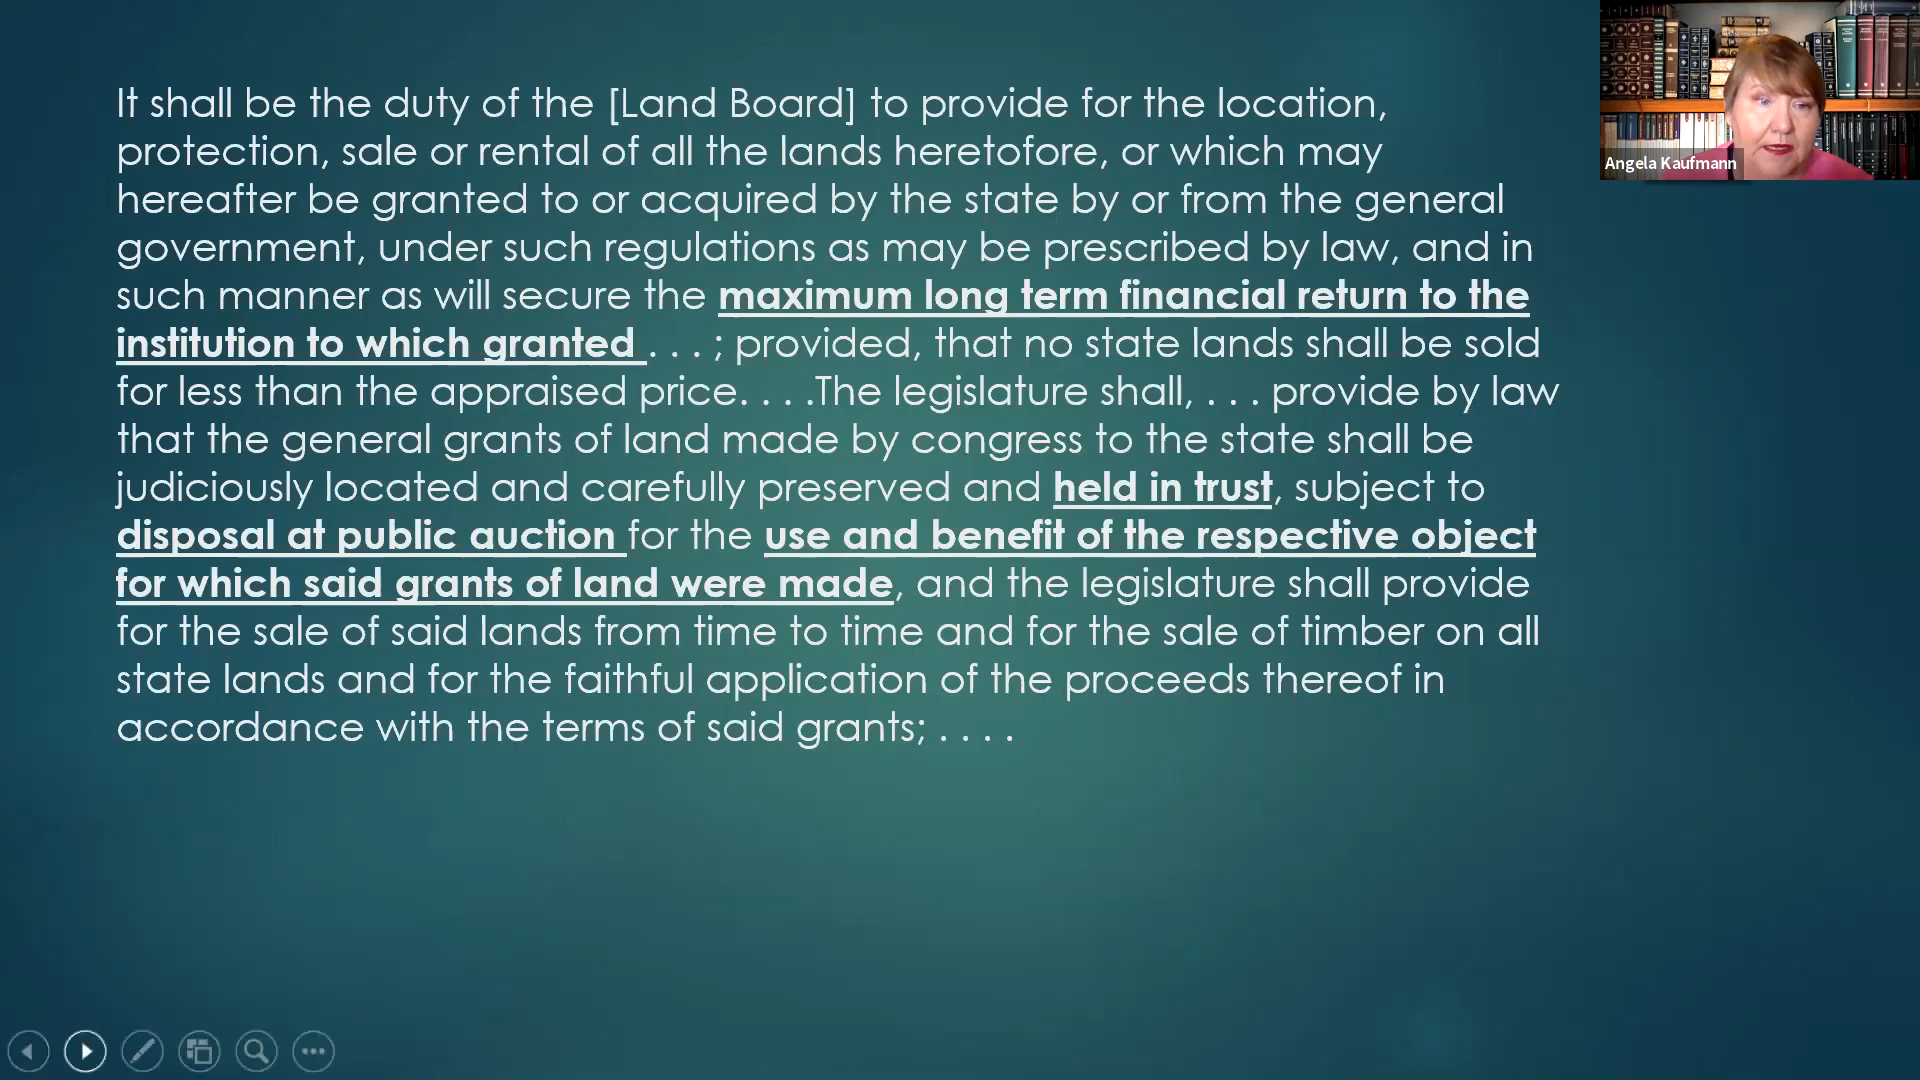 It shall be the duty of the [Land Board] to provide for the location,
protection, sale or rental of all the lands heretofore, or which may
hereafter be granted to or acquired by the state by or from the general
government, under such regulations as may be prescribed by law, and in
such manner as will secure the maximum long term financial return to the
institution to which granted . . . ; provided, that no state lands shall be sold
for less than the appraised price. . . .The legislature shall, . . . provide by law
that the general grants of land made by congress to the state shall be
judiciously located and carefully preserved and held in trust, subject to
disposal at public auction for the use and benefit of the respective object
for which said grants of land were made, and the legislature shall provide
for the sale of said lands from time to time and for the sale of timber on all
state lands and for the faithful application of the proceeds thereof in
accordance with the terms of said grants; . . . .
Angela Kaufmann